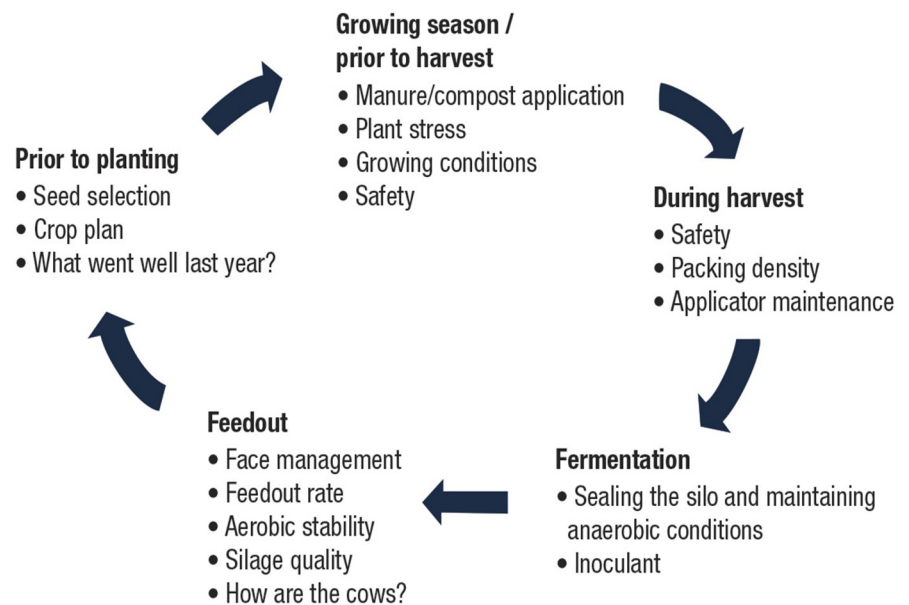 Growing season /
prior to harvest
• Manure/compost application
• Plant stress
• Growing conditions
• Safety
During harvest
• Safety
• Packing density
• Applicator maintenance
Fermentation
• Sealing the silo and maintaining
anaerobic conditions
• Inoculant
Feedout
• Face management
• Feedout rate
• Aerobic stability
• Silage quality
• How are the cows?
Prior to planting
• Seed selection
• Crop plan
• What went well last year?